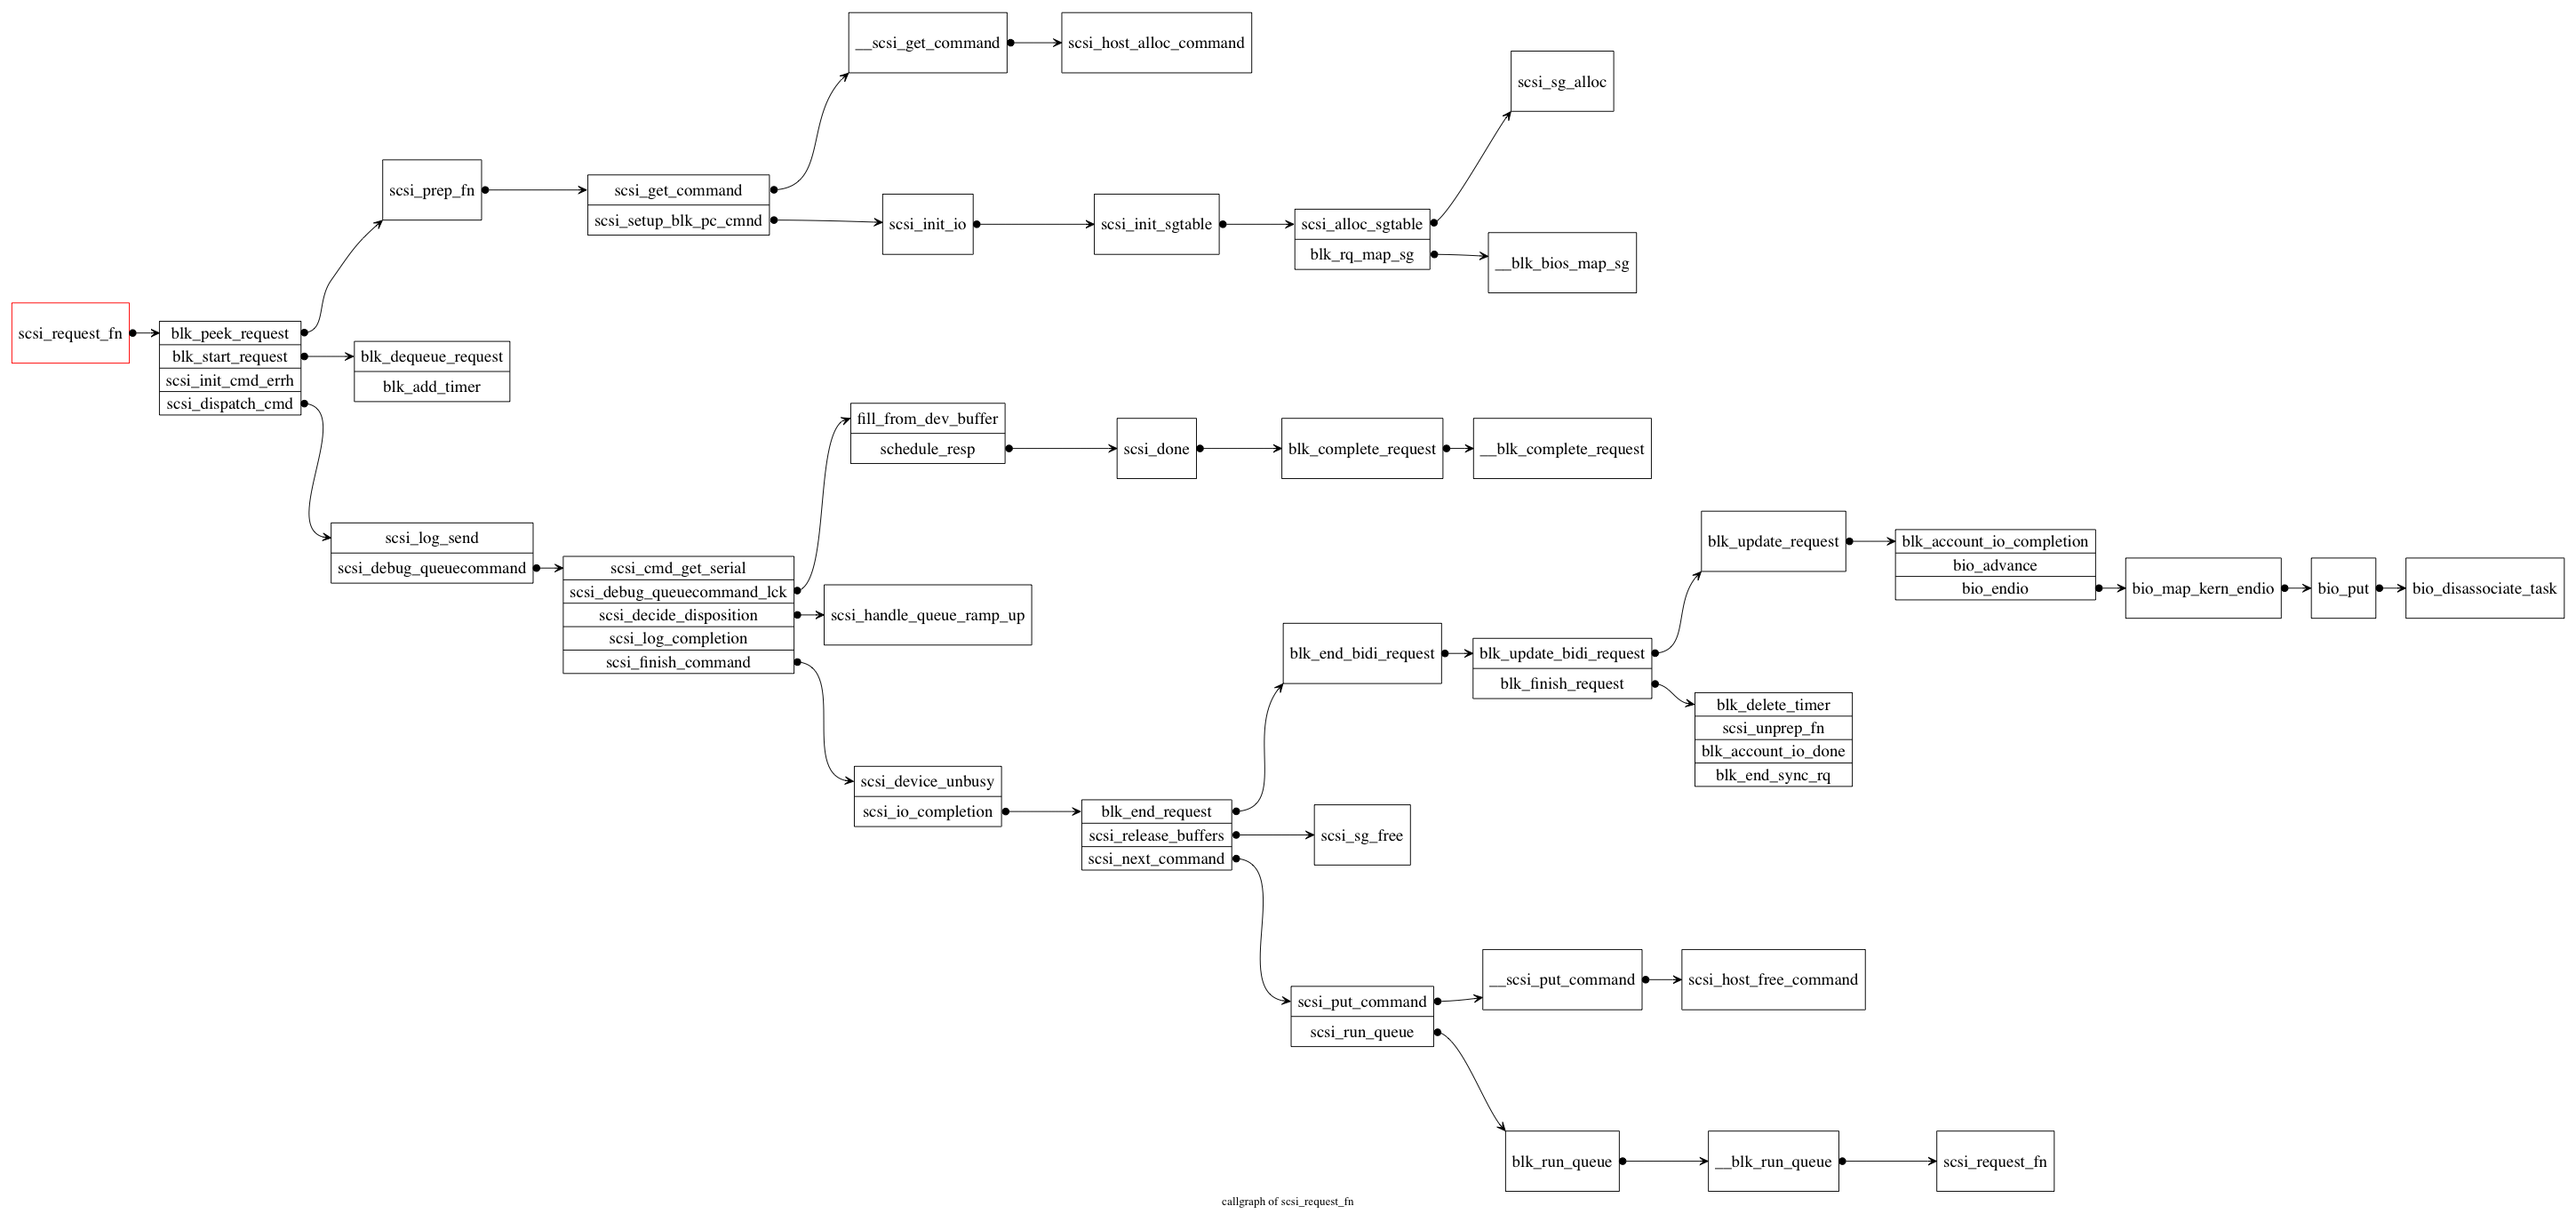 __scsi_get_command
scsi_host_alloc_command
scsi_sg_alloc
scsi_prep_fn
scsi_get_command
scsi_setup_blk_pc_cmnd
scsi_init_io
scsi_init_sgtable
scsi_alloc_sgtable
blk_rq_map_sg
__blk_bios_map_sg
scsi_request_fn
blk_peek_request
blk_start_request
scsi_init_cmd_errh
scsi_dispatch_cmd
blk_dequeue_request
blk_add_timer
fill_from_dev_buffer
schedule_resp
scsi_done
blk_complete_request
__blk_complete_request
scsi_log_send
scsi_debug_queuecommand
scsi_cmd_get_serial
scsi_debug_queuecommand_lck
scsi_decide_disposition
scsi_log_completion
scsi_finish_command
scsi_handle_queue_ramp_up
blk_update_request
blk_account_io_completion
bio_advance
bio_endio
bio_map_kern_endio
bio_put
bio_disassociate_task
blk_end_bidi_request
blk_update_bidi_request
blk_finish_request
blk_delete_timer
scsi_unprep_fn
blk_account_io_done
blk_end_sync_rq
scsi_device_unbusy
scsi_io_completion
blk_end_request
scsi_release_buffers
scsi_next_command
scsi_sg_free
scsi_put_command
scsi_run_queue
__scsi_put_command
scsi_host_free_command
blk_run_queue
__blk_run_queue
scsi_request_fn
callgraph of scsi_request_fn